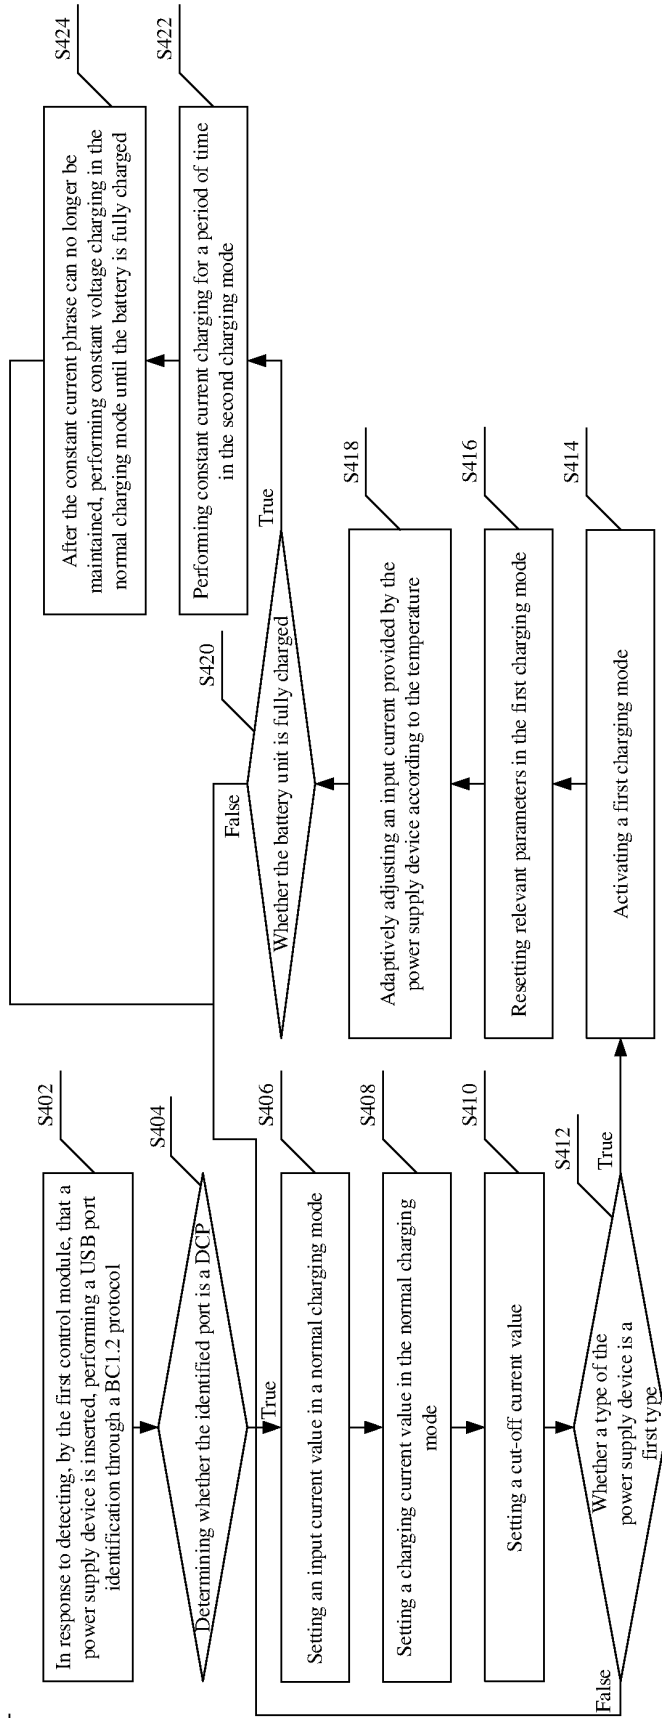 S402
In response to detecting, by the first control module, that a
power supply device is inserted, performing a USB port
identification through a BC1.2 protocol
S404
Determining whether the identified port is a DCP
True
S406
Setting an input current value in a normal charging mode
S408
Setting a charging current value in the normal charging
mode
S410
Setting a cut-off current value
S412
Whether a type of the
power supply device is a
first type
False
True
S414
Activating a first charging mode
S416
Resetting relevant parameters in the first charging mode
S418
Adaptively adjusting an input current provided by the
power supply device according to the temperature
S420
Whether the battery unit is fully charged
False
True
S422
Performing constant current charging for a period of time
in the second charging mode
S424
After the constant current phrase can no longer be
maintained, performing constant voltage charging in the
normal charging mode until the battery is fully charged